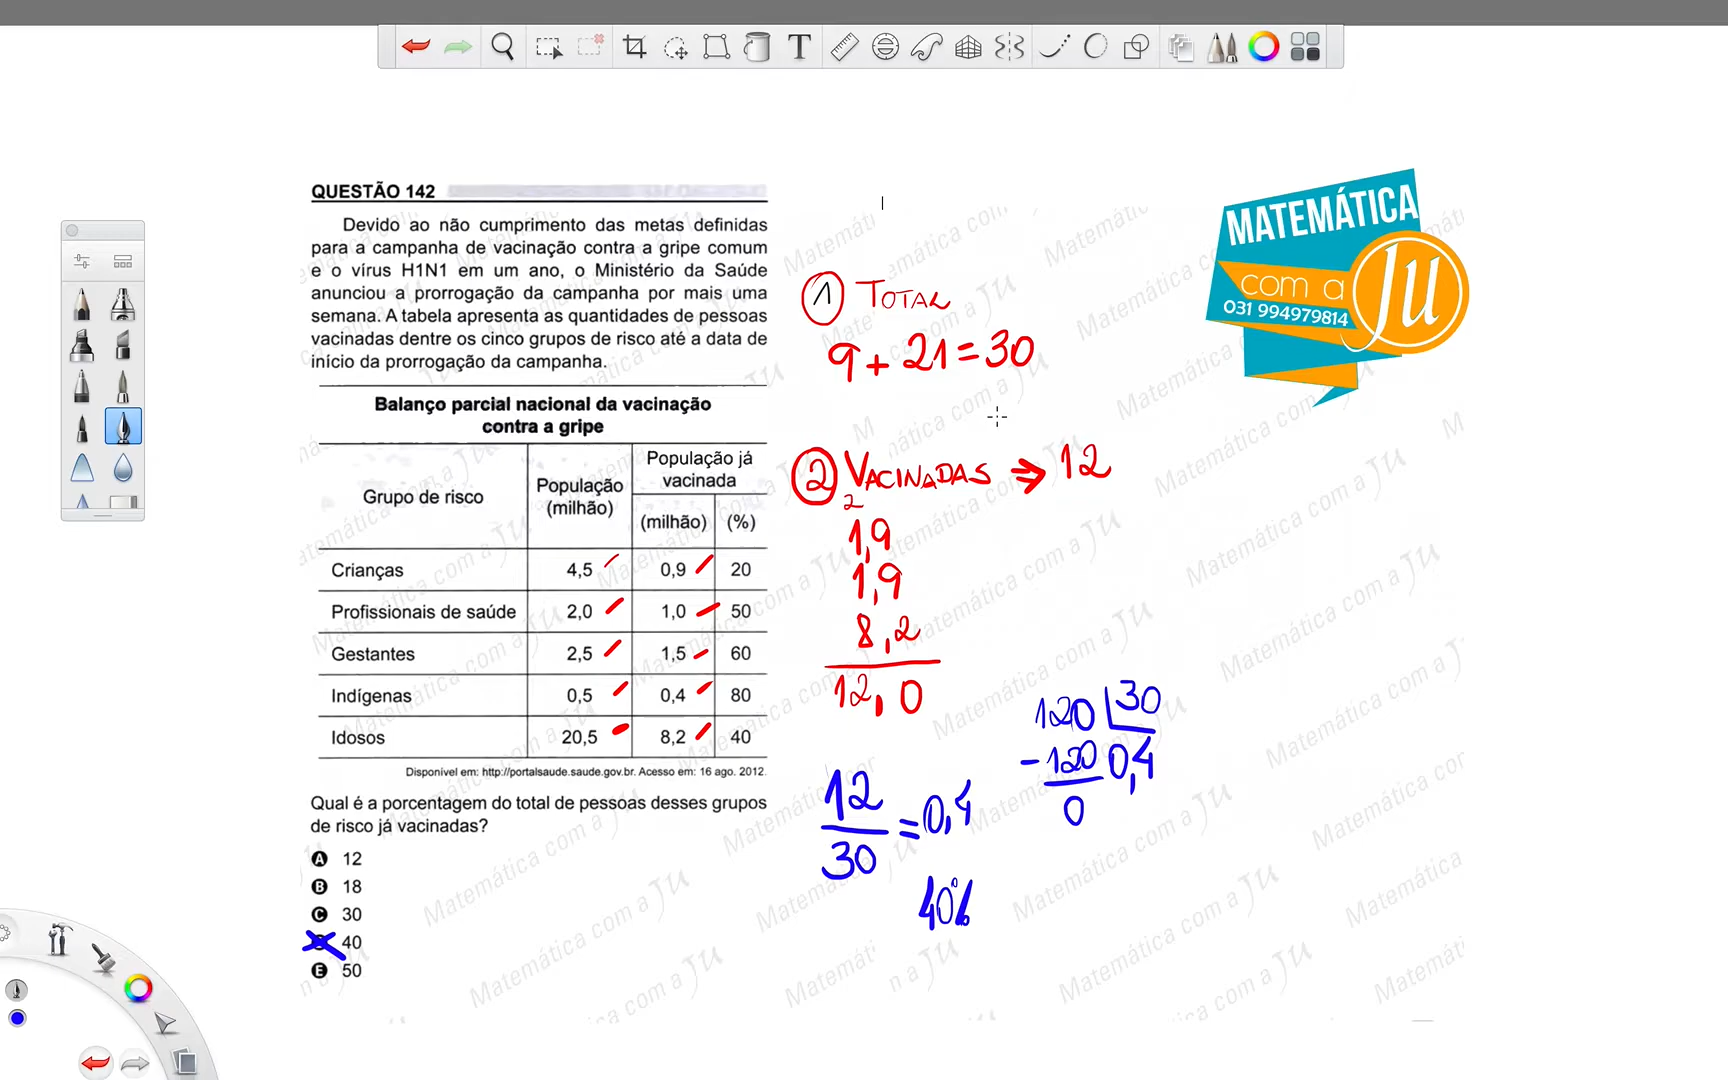 QUESTÃO 142
Devido ao não cumprimento das metas definidas
para a campanha de vacinação contra a gripe comum
e o vírus H1N1 em um ano, o Ministério da Saúde
anunciou a prorrogação da campanha por mais uma
semana. A tabela apresenta as quantidades de pessoas
vacinadas dentre os cinco grupos de risco até a data de
início da prorrogação da campanha.
Balanço parcial nacional da vacinação
contra a gripe
Grupo de risco
População
(milhão)
População já
vacinada
(milhão) (%)
Crianças 4,5 0,9 20
Profissionais de saúde 2,0 1,0 50
Gestantes 2,5 1,5 60
Indígenas 0,5 0,4 80
Idosos 20,5 8,2 40
Disponível em: http://portalsaude.saude.gov.br. Acesso em: 16 ago. 2012.
Qual é a porcentagem do total de pessoas desses grupos
de risco já vacinadas?
A 12
B 18
C 30
40
E 50
1 TOTAL
9 + 21 = 30
2 VACINADAS ⇒ 12
2
1,9
1,9
8,2
12,0
12
30
= 0,4
40%
120 30
- 120 0,4
0
MATEMÁTICA
com a Ju
031 994979814
Matemática com a Ju